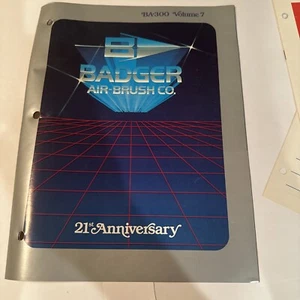 BA-300 Volume 7
B
BADGER
AIR-BRUSH CO.
21st Anniversary